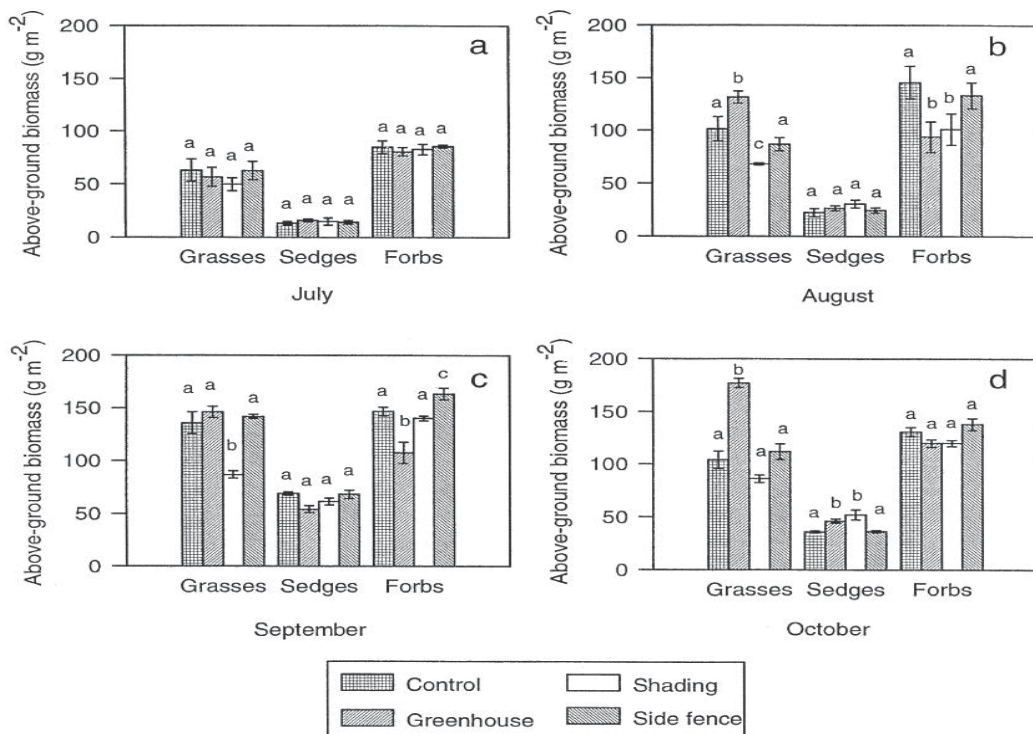 a
Above-ground biomass (g m-2)
200
150
100
50
0
a a a a
a a a a
a a a a
Grasses Sedges Forbs
July
b
Above-ground biomass (g m-2)
200
150
100
50
0
a b c a
a a a a
a b b a
Grasses Sedges Forbs
August
c
Above-ground biomass (g m-2)
200
150
100
50
0
a a b a
a a a a
a b a c
Grasses Sedges Forbs
September
d
Above-ground biomass (g m-2)
200
150
100
50
0
a b a a
a b b a
a a a a
Grasses Sedges Forbs
October
Control Shading
Greenhouse Side fence